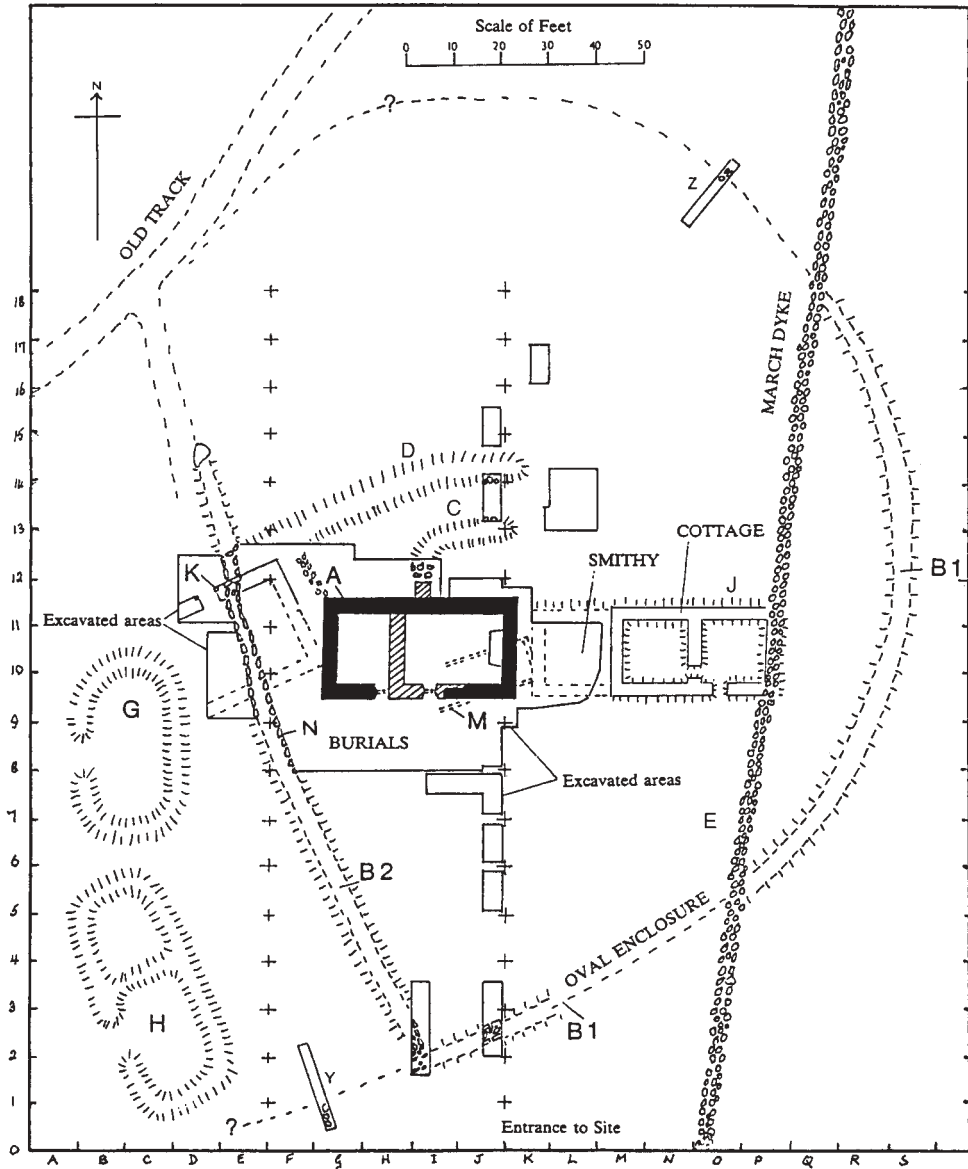 Scale of Feet
0 10 20 30 40 50
N
?
Z
OLD TRACK
18
17
16
15
14
13
12
11
10
9
8
7
6
5
4
3
2
1
0
MARCH DYKE
D
C
COTTAGE
SMITHY
B1
K
A
J
Excavated areas
G
N
BURIALS
M
Excavated areas
E
B2
OVAL ENCLOSURE
H
B1
Y
?
Entrance to Site
A B C D E F G H I J K L M N O P Q R S